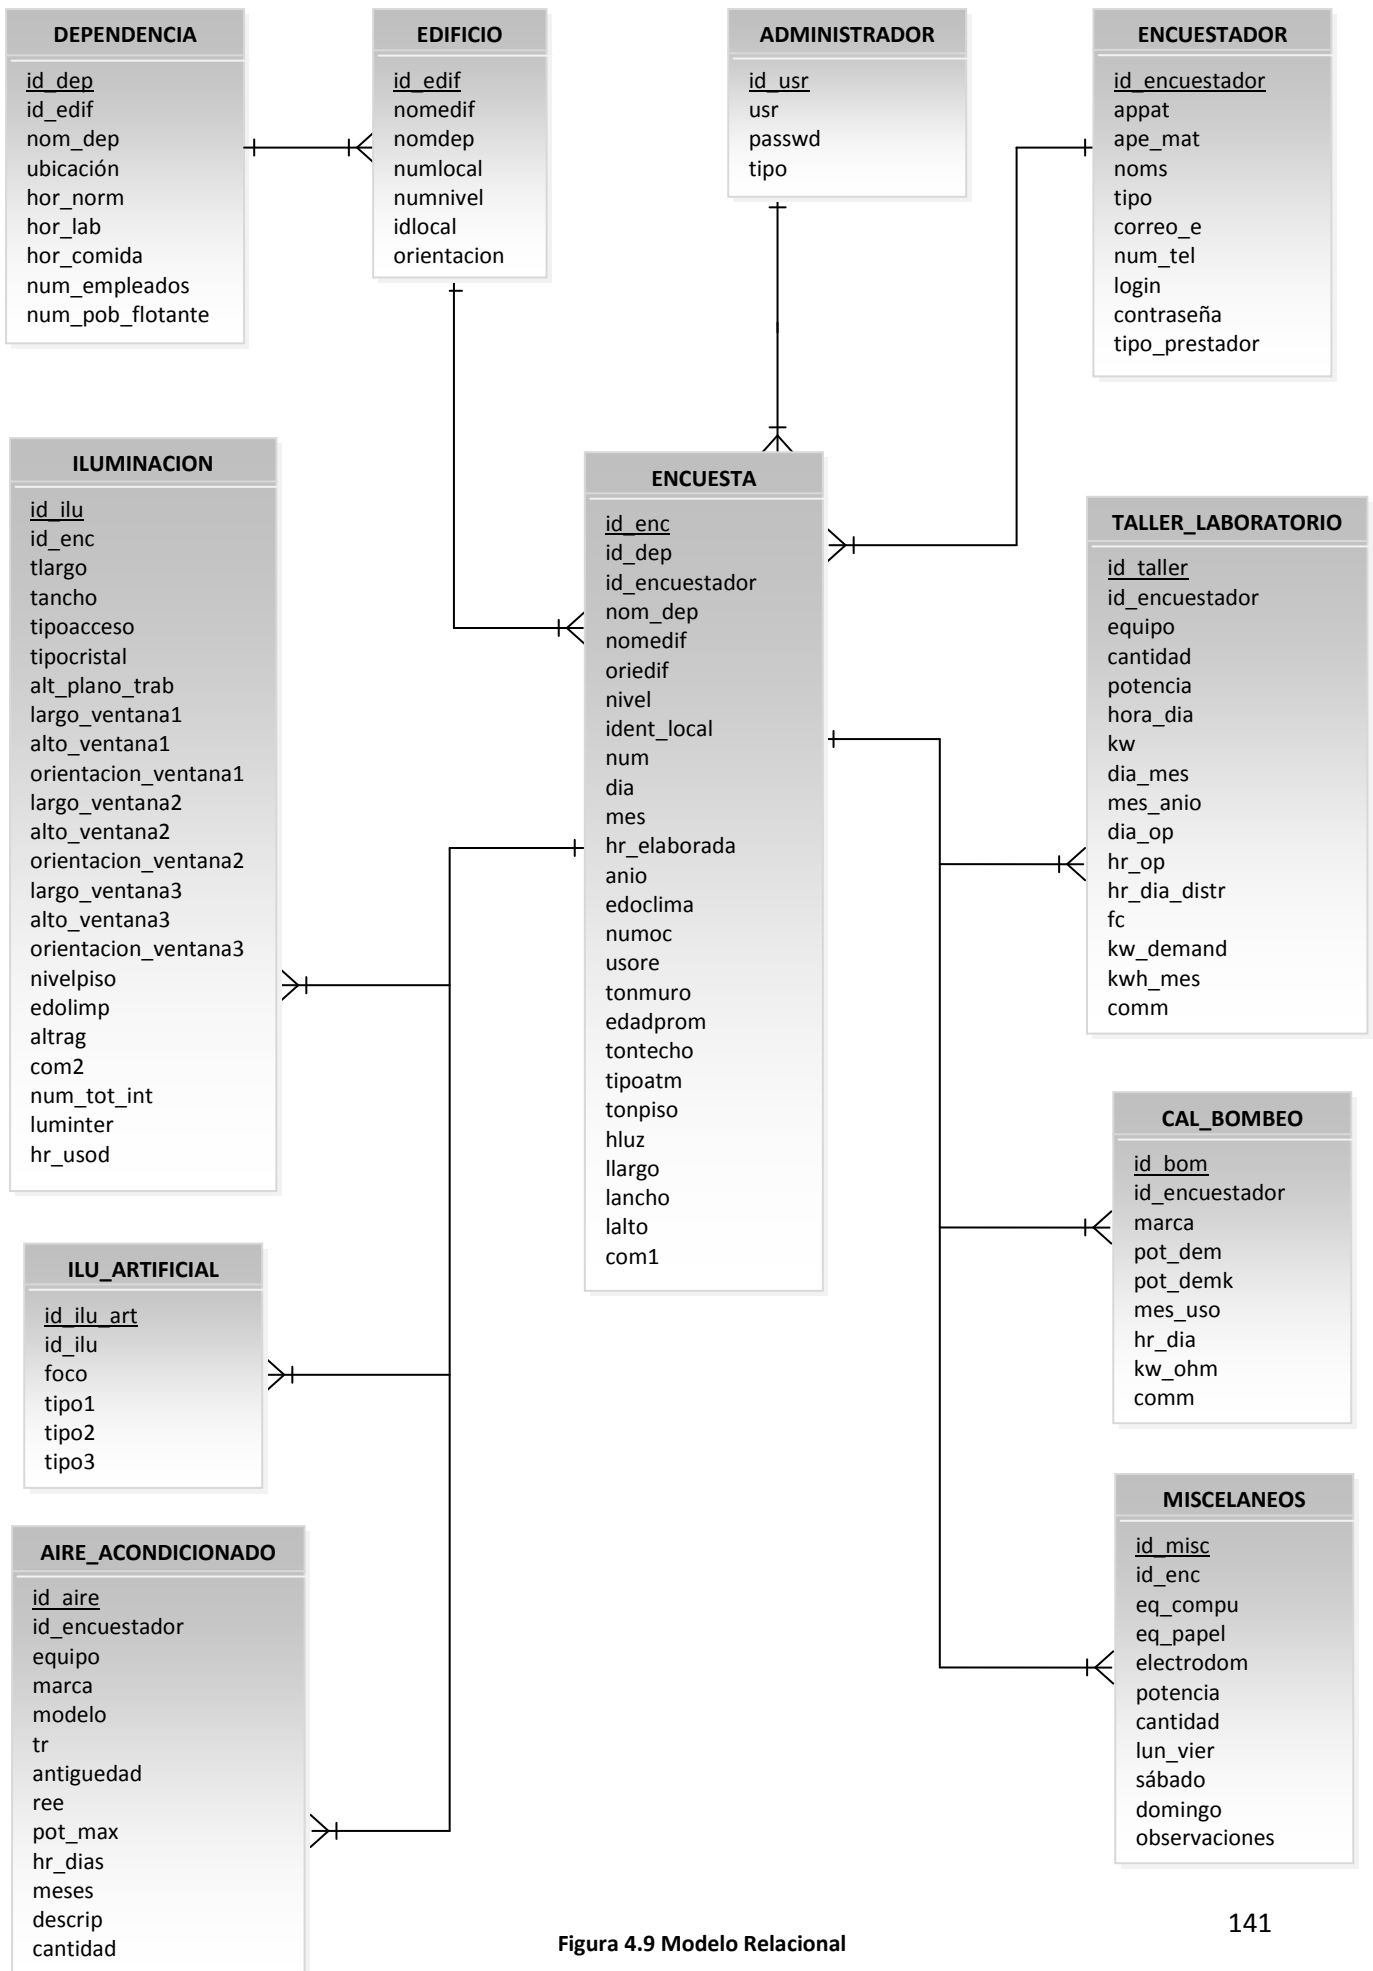 DEPENDENCIA
id_dep
id_edif
nom_dep
ubicación
hor_norm
hor_lab
hor_comida
num_empleados
num_pob_flotante
EDIFICIO
id_edif
nomedif
nomdep
numlocal
numnivel
idlocal
orientacion
ADMINISTRADOR
id_usr
usr
passwd
tipo
ENCUESTADOR
id_encuestador
appat
ape_mat
noms
tipo
correo_e
num_tel
login
contraseña
tipo_prestador
ILUMINACION
id_ilu
id_enc
tlargo
tancho
tipoacceso
tipocristal
alt_plano_trab
largo_ventana1
alto_ventana1
orientacion_ventana1
largo_ventana2
alto_ventana2
orientacion_ventana2
largo_ventana3
alto_ventana3
orientacion_ventana3
nivelpiso
edolimp
altrag
com2
num_tot_int
luminter
hr_usod
ENCUESTA
id_enc
id_dep
id_encuestador
nom_dep
nomedif
oriedif
nivel
ident_local
num
dia
mes
hr_elaborada
anio
edoclima
numoc
usore
tonmuro
edadprom
tontecho
tipoatm
tonpiso
hluz
llargo
lancho
lalto
com1
TALLER_LABORATORIO
id_taller
id_encuestador
equipo
cantidad
potencia
hora_dia
kw
dia_mes
mes_anio
dia_op
hr_op
hr_dia_distr
fc
kw_demand
kwh_mes
comm
CAL_BOMBEO
id_bom
id_encuestador
marca
pot_dem
pot_demk
mes_uso
hr_dia
kw_ohm
comm
ILU_ARTIFICIAL
id_ilu_art
id_ilu
foco
tipo1
tipo2
tipo3
MISCELANEOS
id_misc
id_enc
eq_compu
eq_papel
electrodom
potencia
cantidad
lun_vier
sábado
domingo
observaciones
AIRE_ACONDICIONADO
id_aire
id_encuestador
equipo
marca
modelo
tr
antiguedad
ree
pot_max
hr_dias
meses
descrip
cantidad
Figura 4.9 Modelo Relacional
141